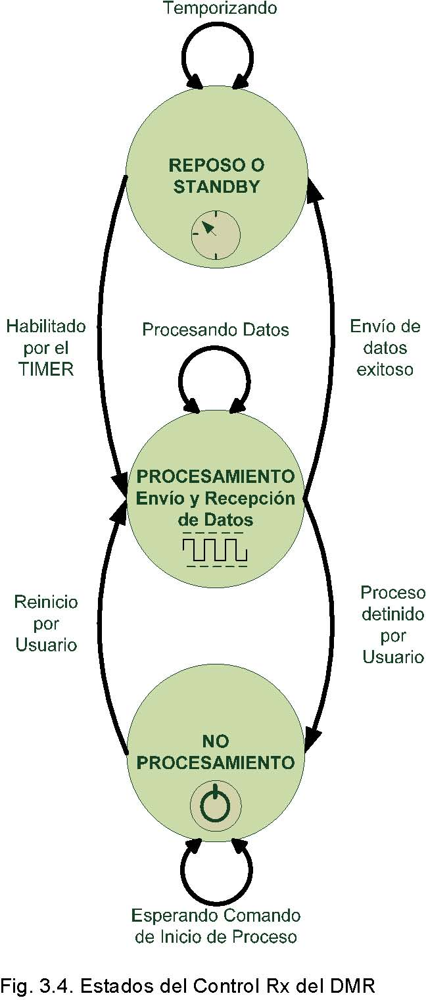 Temporizando
REPOSO O
STANDBY
Habilitado
por el
TIMER
Procesando Datos
Envío de
datos
exitoso
PROCESAMIENTO
Envío y Recepción
de Datos
Reinicio
por
Usuario
Proceso
detinido
por
Usuario
NO
PROCESAMIENTO
Esperando Comando
de Inicio de Proceso
Fig. 3.4. Estados del Control Rx del DMR